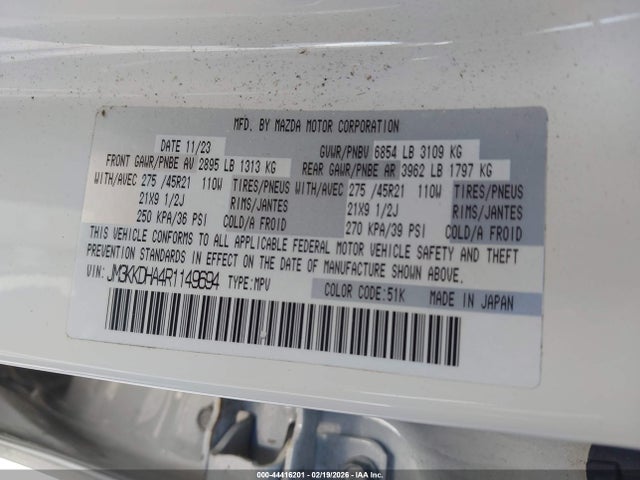 MFD. BY MAZDA MOTOR CORPORATION
DATE 11/23 GVWR/PNBV 6854 LB 3109 KG
FRONT GAWR/PNBE AV 2895 LB 1313 KG REAR GAWR/PNBE AR 3962 LB 1797 KG
WITH/AVEC 275 /45R21 110W TIRES/PNEUS WITH/AVEC 275 /45R21 110W TIRES/PNEUS
21X9 1/2J RIMS/JANTES 21X9 1/2J RIMS/JANTES
250 KPA/36 PSI COLD/A FROID 270 KPA/39 PSI COLD/A FROID
THIS VEHICLE CONFORMS TO ALL APPLICABLE FEDERAL MOTOR VEHICLE SAFETY AND THEFT
PREVENTION STANDARDS IN EFFECT ON THE DATE OF MANUFACTURE SHOWN ABOVE.
VIN: JM3KKDHA4R1149694 TYPE:MPV COLOR CODE:51K MADE IN JAPAN
000-44416201 - 02/19/2026 - IAA Inc.